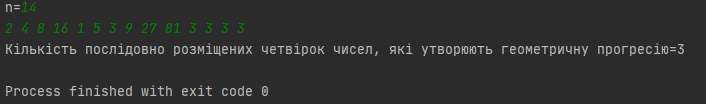 n=14
2 4 8 16 1 5 3 9 27 81 3 3 3 3
Кількість послідовно розміщених четвірок чисел, які утворюють геометричну прогресію=3
Process finished with exit code 0